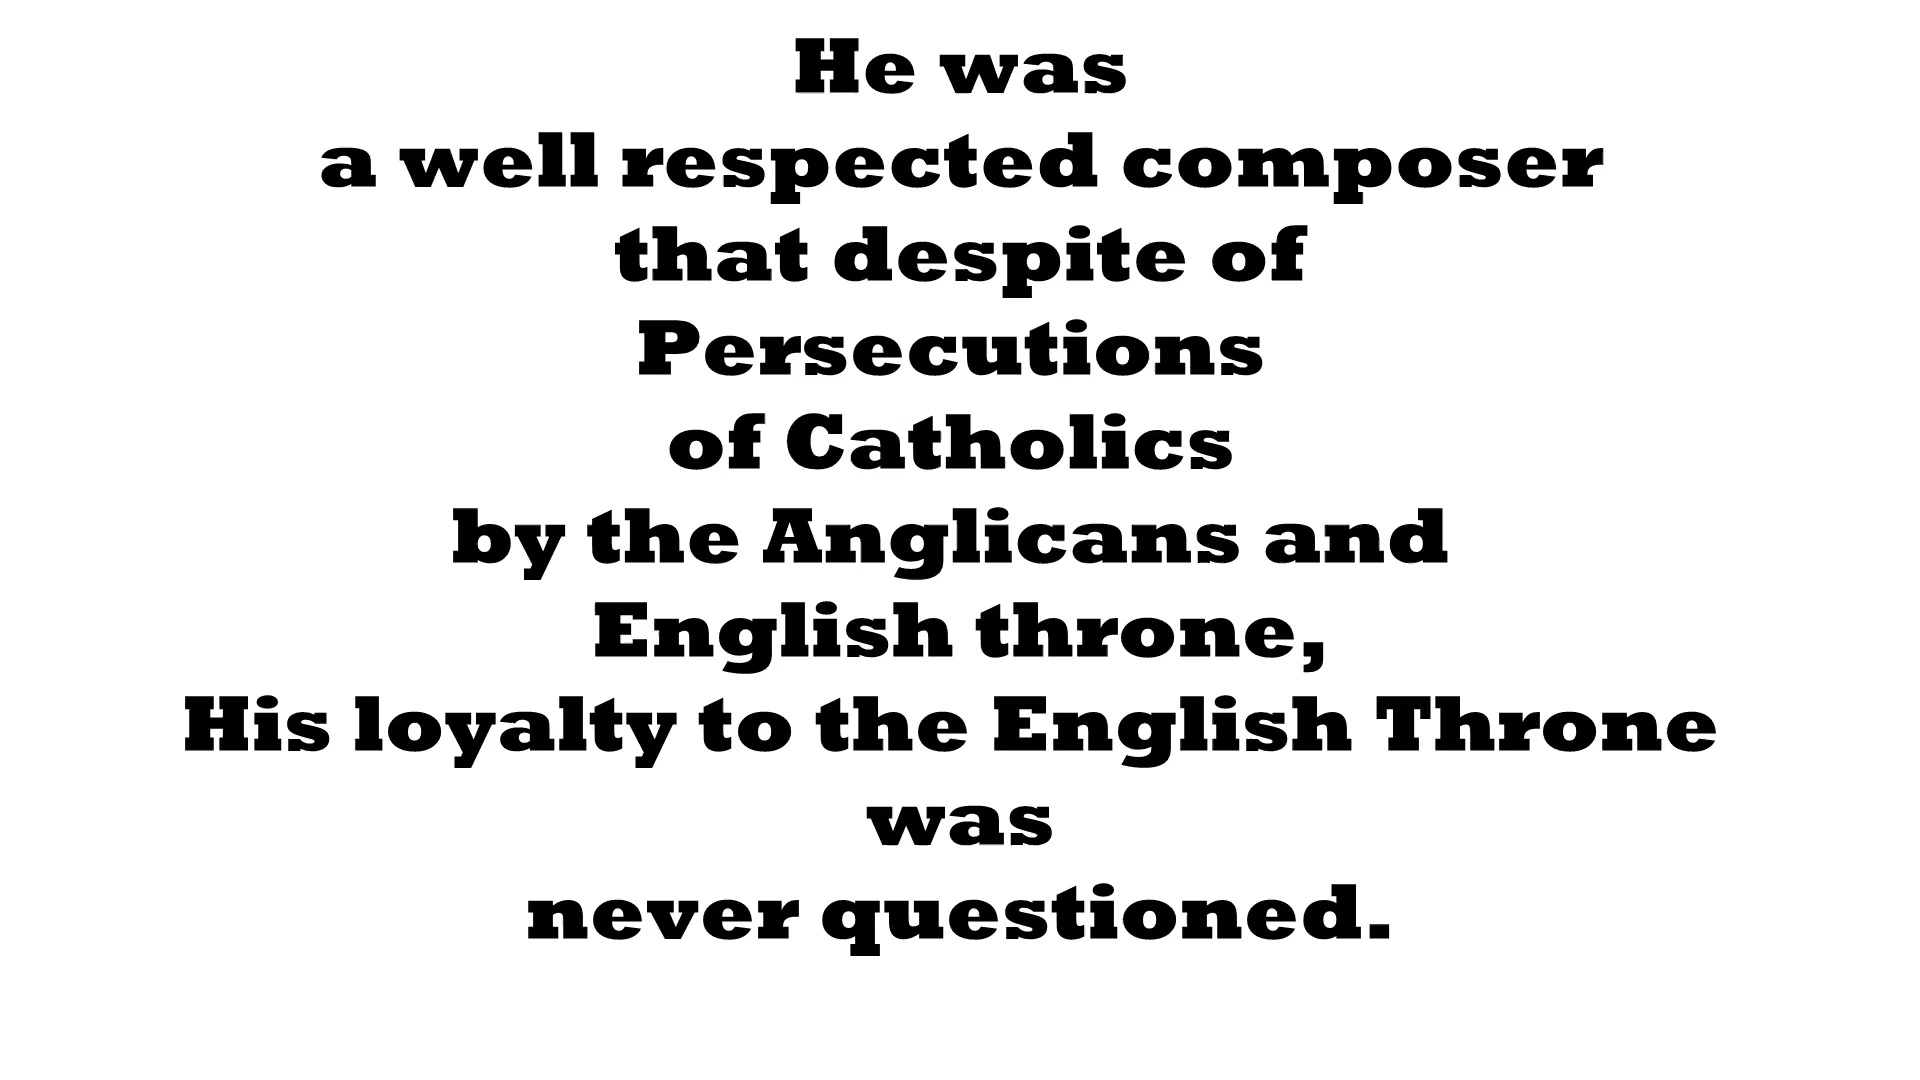 He was
a well respected composer
that despite of
Persecutions
of Catholics
by the Anglicans and
English throne,
His loyalty to the English Throne
was
never questioned.